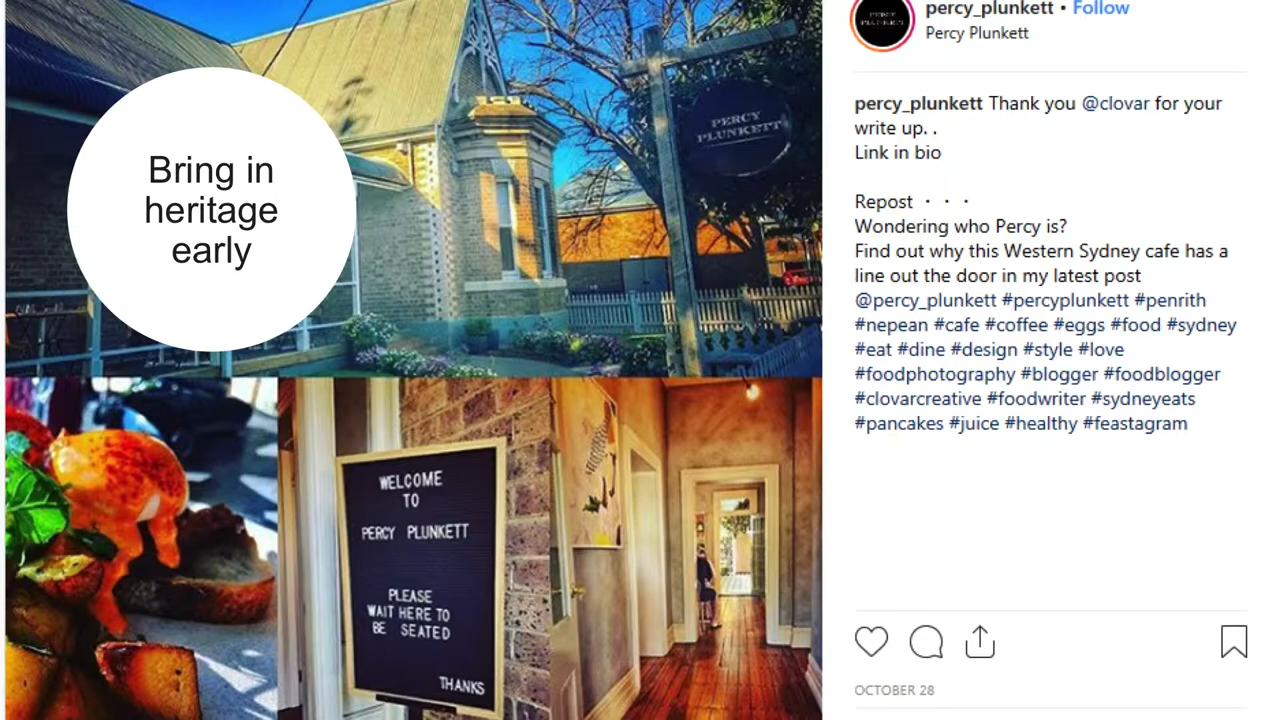 Bring in
heritage
early
PERCY
PLUNKETT
WELCOME
TO
PERCY PLUNKETT
PLEASE
WAIT HERE TO
BE SEATED
THANKS
PERCY
PLUNKETT
percy_plunkett • Follow
Percy Plunkett
percy_plunkett Thank you @clovar for your
write up. .
Link in bio
Repost · · ·
Wondering who Percy is?
Find out why this Western Sydney cafe has a
line out the door in my latest post
@percy_plunkett #percyplunkett #penrith
#nepean #cafe #coffee #eggs #food #sydney
#eat #dine #design #style #love
#foodphotography #blogger #foodblogger
#clovarcreative #foodwriter #sydneyeats
#pancakes #juice #healthy #feastagram
OCTOBER 28